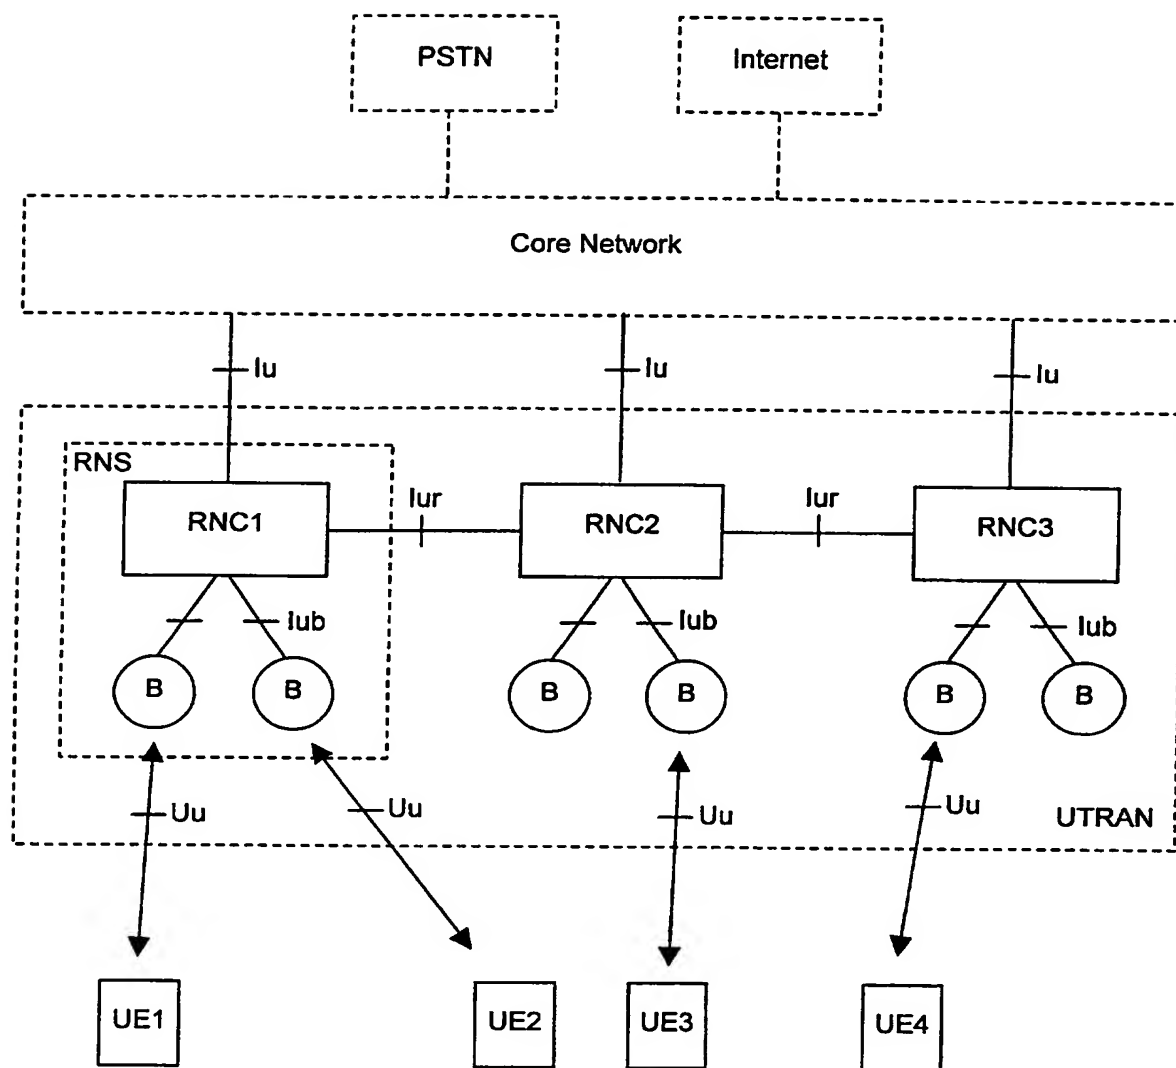 PSTN
Internet
Core Network
Iu
Iu
Iu
RNS
RNC1
Iur
RNC2
Iur
RNC3
Iub
Iub
Iub
B
B
B
B
B
B
Uu
Uu
Uu
Uu
UTRAN
UE1
UE2
UE3
UE4